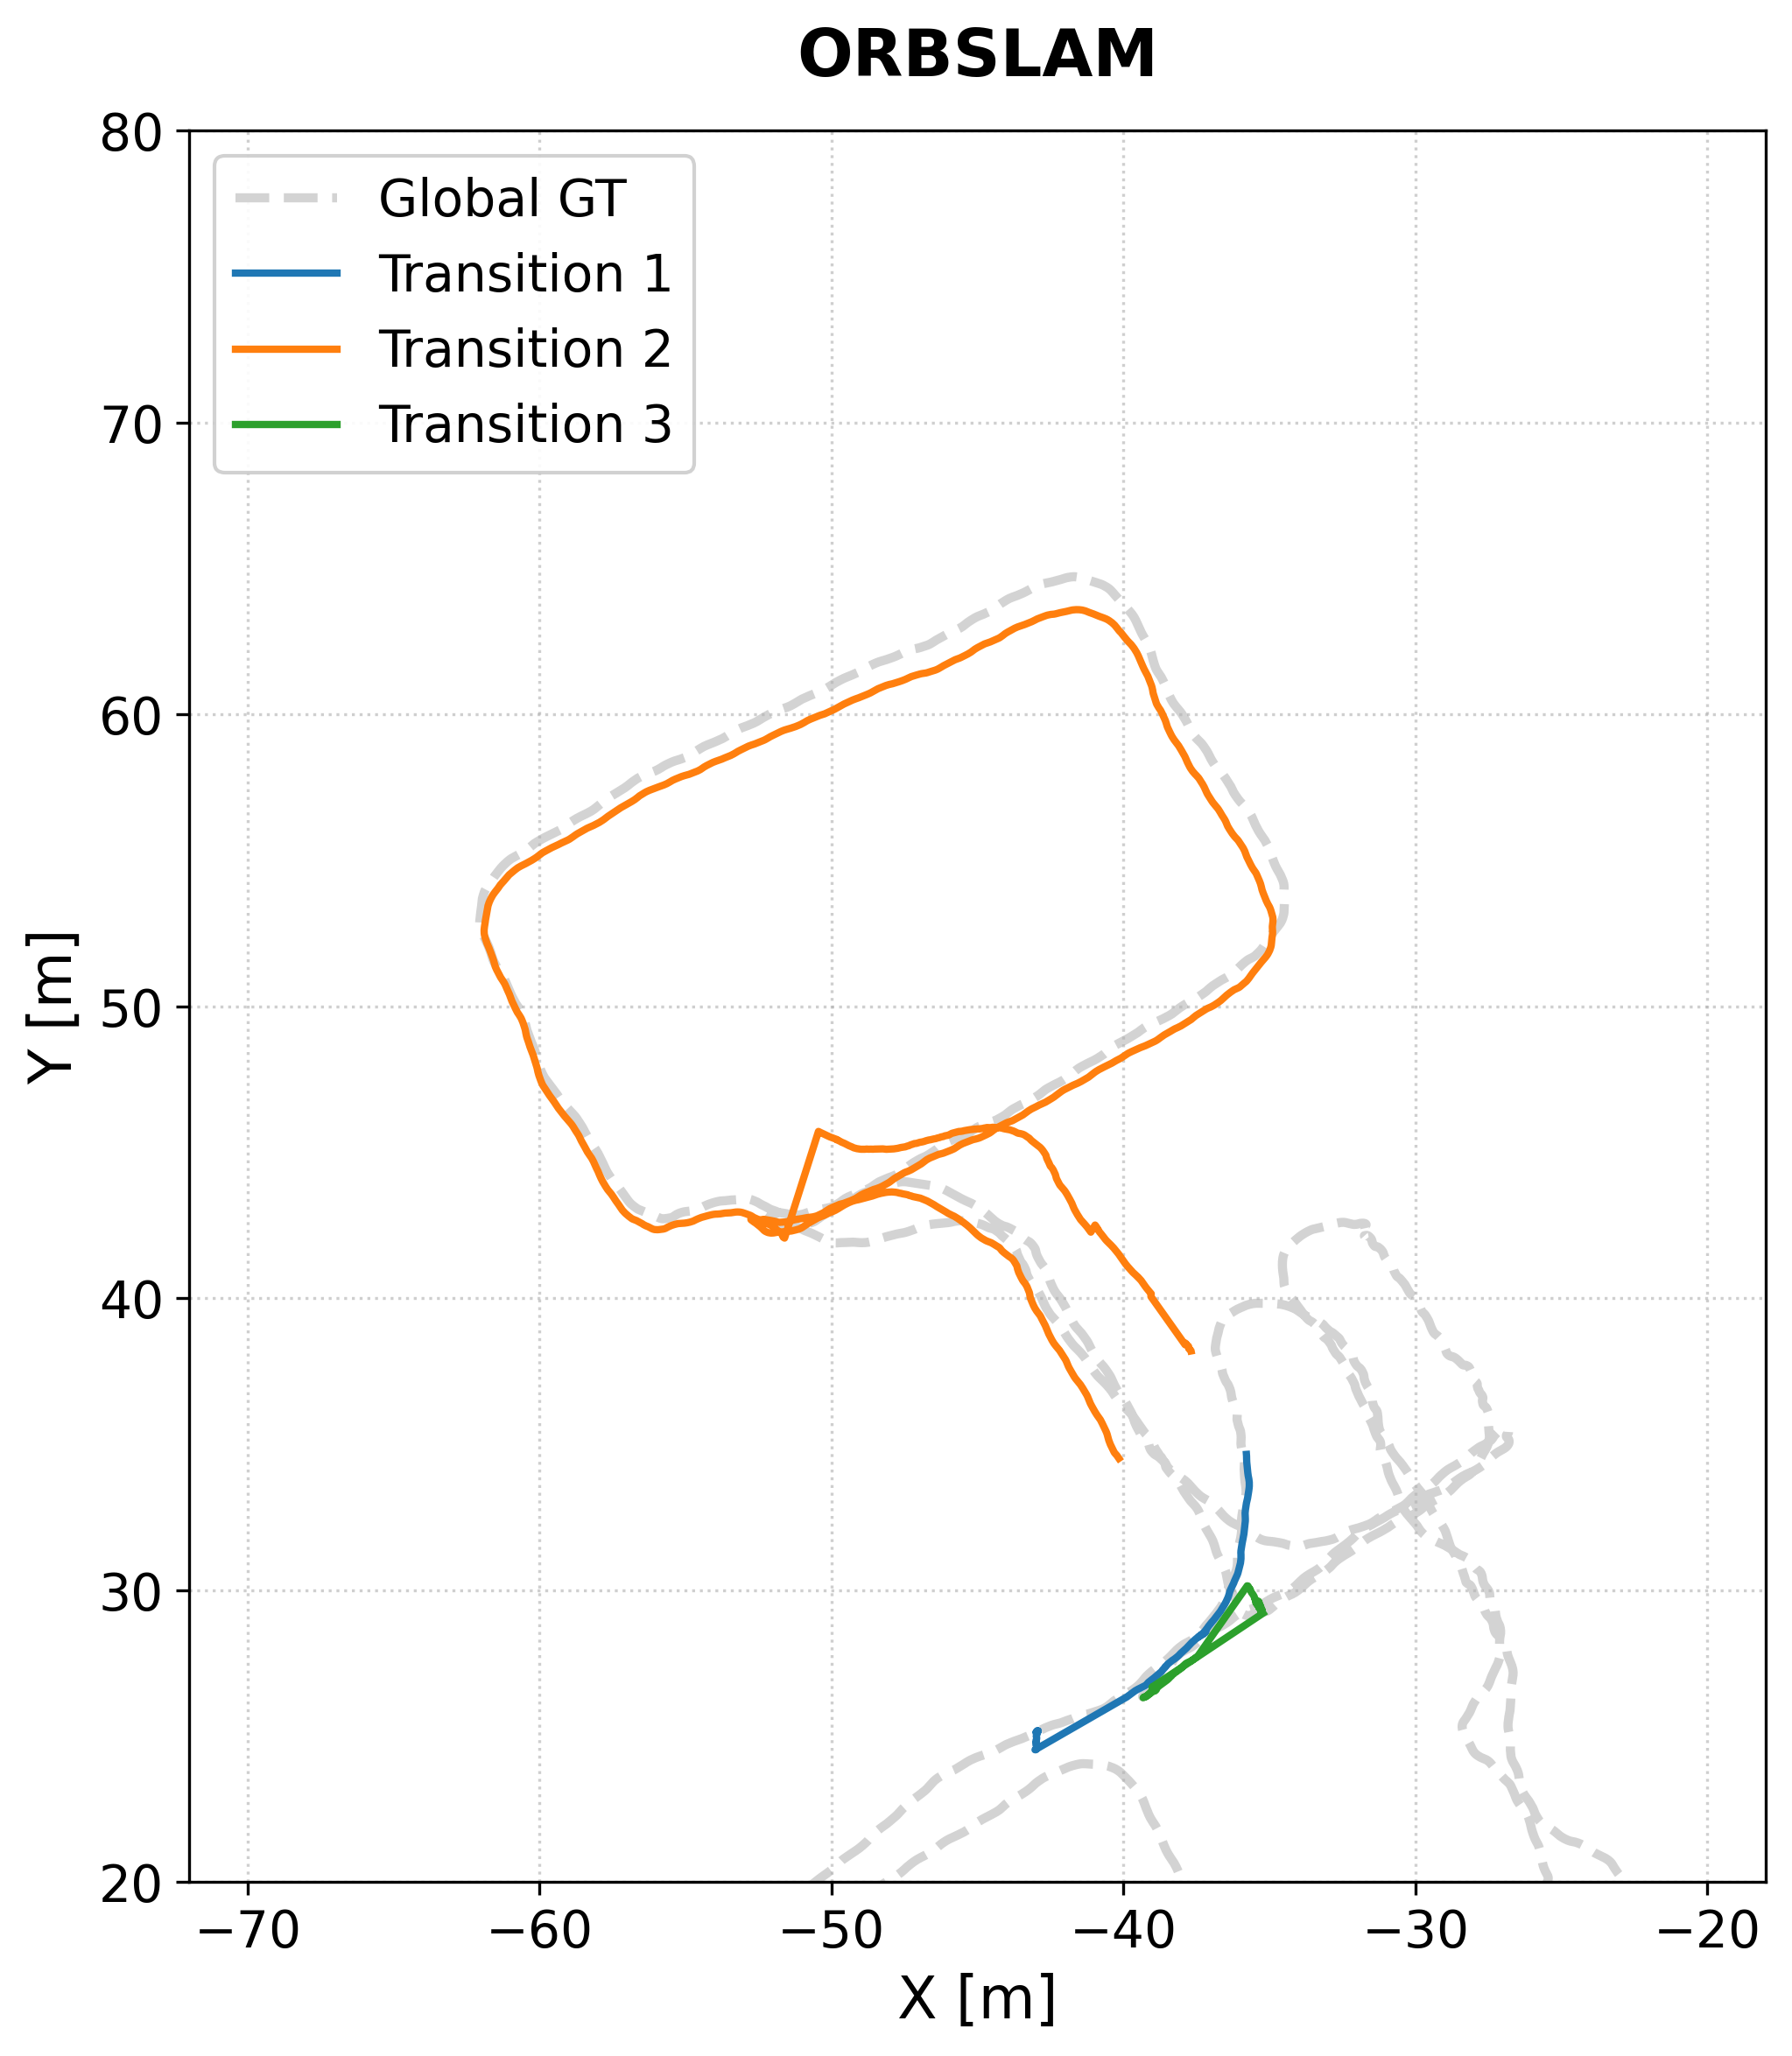 ORBSLAM
Global GT
Transition 1
Transition 2
Transition 3
80
70
60
50
40
30
20
Y [m]
−70
−60
−50
−40
−30
−20
X [m]